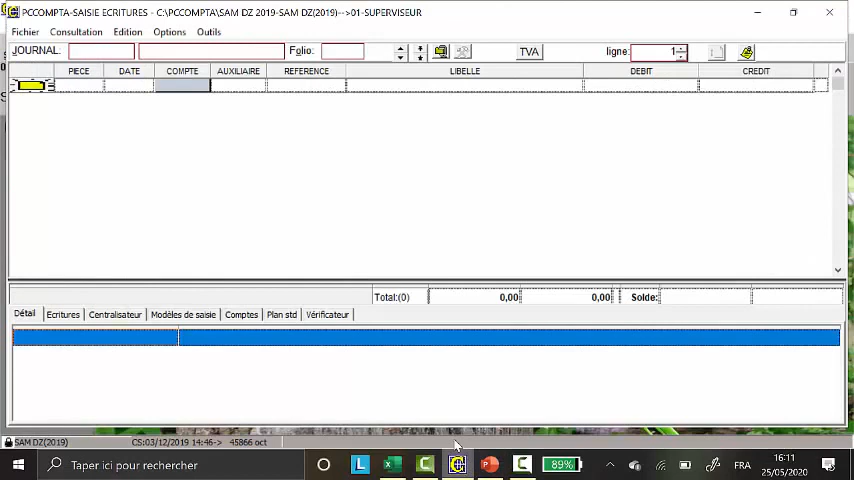 PCCOMPTA-SAISIE ECRITURES - C:\PCCOMPTA\SAM DZ 2019-SAM DZ(2019)-->01-SUPERVISEUR
Fichier Consultation Edition Options Outils
JOURNAL: Folio: TVA ligne: 1
PIECE DATE COMPTE AUXILIAIRE REFERENCE LIBELLE DEBIT CREDIT
Total:(0) 0,00 0,00 Solde:
Détail Ecritures Centralisateur Modèles de saisie Comptes Plan std Vérificateur
SAM DZ(2019) CS:03/12/2019 14:46-> 45866 oct
Taper ici pour rechercher 89% FRA 16:11
25/05/2020